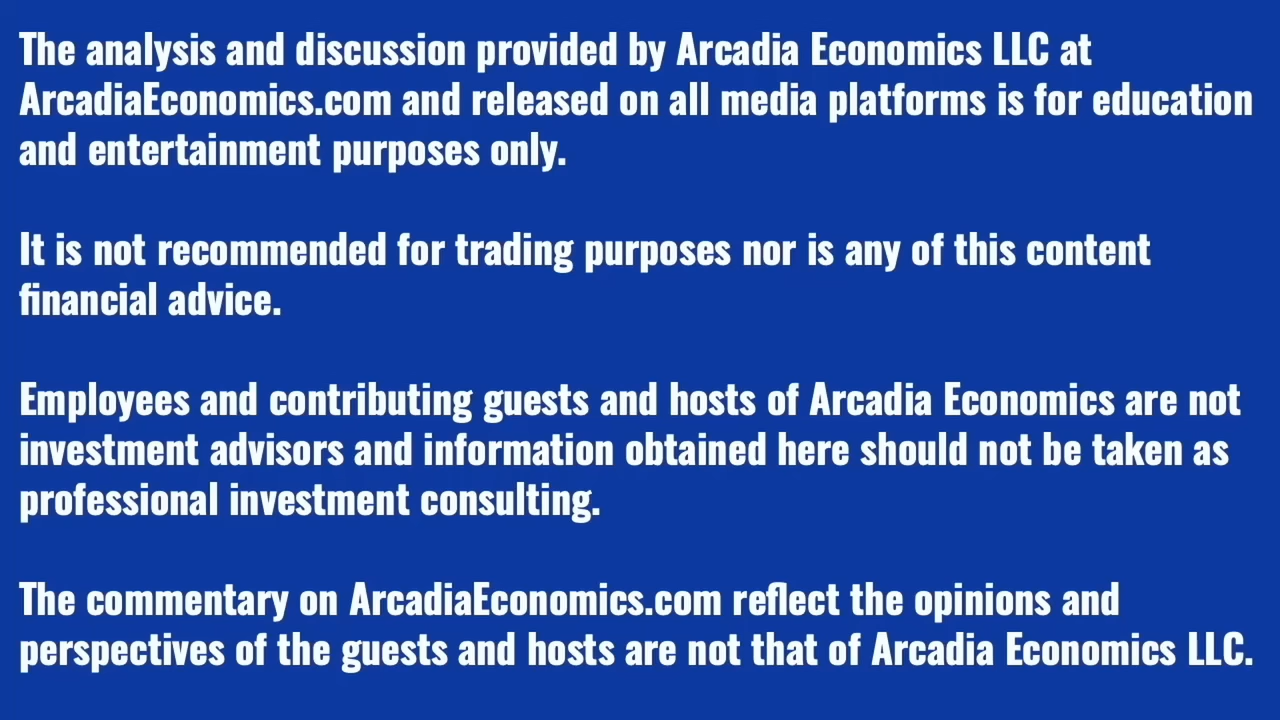 The analysis and discussion provided by Arcadia Economics LLC at
ArcadiaEconomics.com and released on all media platforms is for education
and entertainment purposes only.
It is not recommended for trading purposes nor is any of this content
financial advice.
Employees and contributing guests and hosts of Arcadia Economics are not
investment advisors and information obtained here should not be taken as
professional investment consulting.
The commentary on ArcadiaEconomics.com reflect the opinions and
perspectives of the guests and hosts are not that of Arcadia Economics LLC.